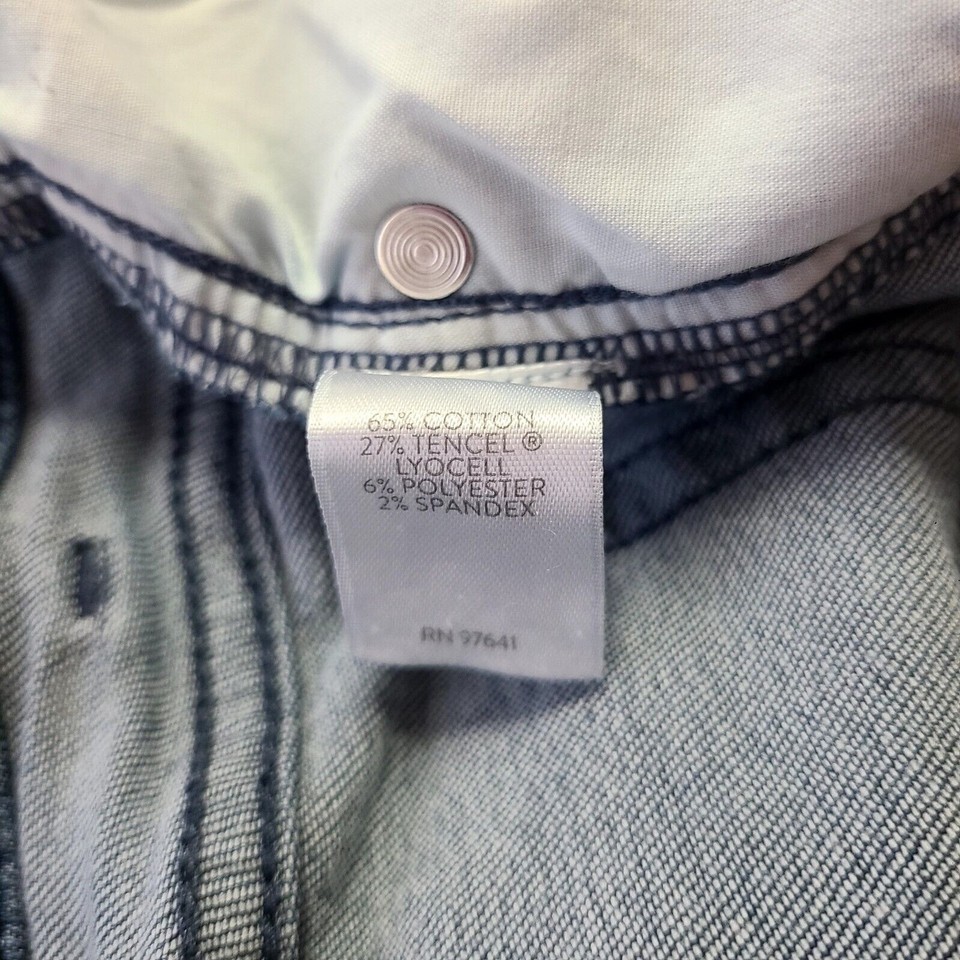 65% COTTON
27% TENCEL ®
LYOCELL
6% POLYESTER
2% SPANDEX
RN 97641